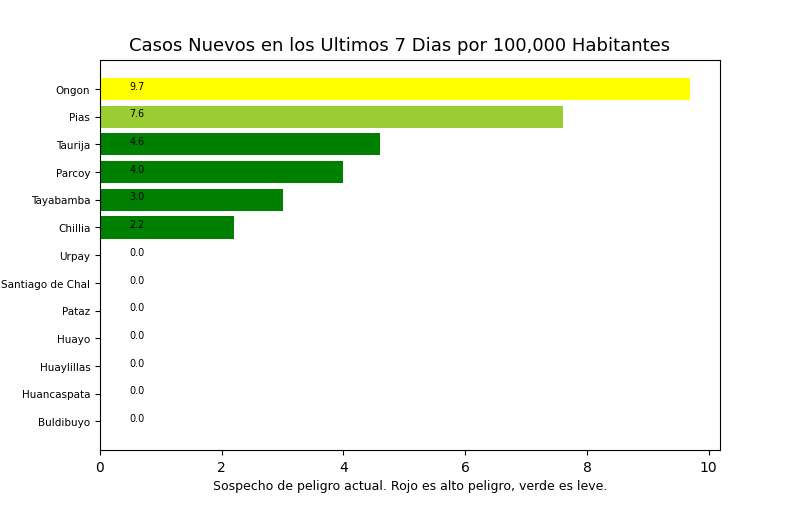 Casos Nuevos en los Ultimos 7 Dias por 100,000 Habitantes
Ongon 9.7
Pias 7.6
Taurija 4.6
Parcoy 4.0
Tayabamba 3.0
Chillia 2.2
Urpay 0.0
Santiago de Chal 0.0
Pataz 0.0
Huayo 0.0
Huaylillas 0.0
Huancaspata 0.0
Buldibuyo 0.0
0 2 4 6 8 10
Sospecho de peligro actual. Rojo es alto peligro, verde es leve.